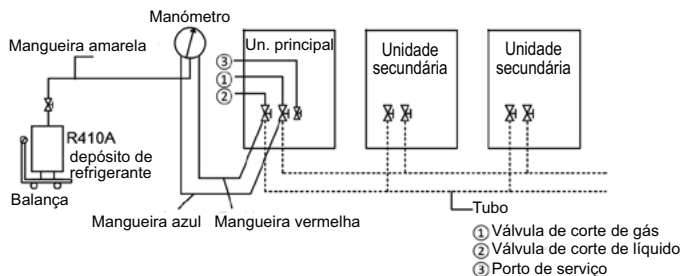 Manómetro
Mangueira amarela
Un. principal
Unidade
secundária
Unidade
secundária
③
①
②
R410A
depósito de
refrigerante
Balança
Mangueira azul
Mangueira vermelha
Tubo
① Válvula de corte de gás
② Válvula de corte de líquido
③ Porto de serviço